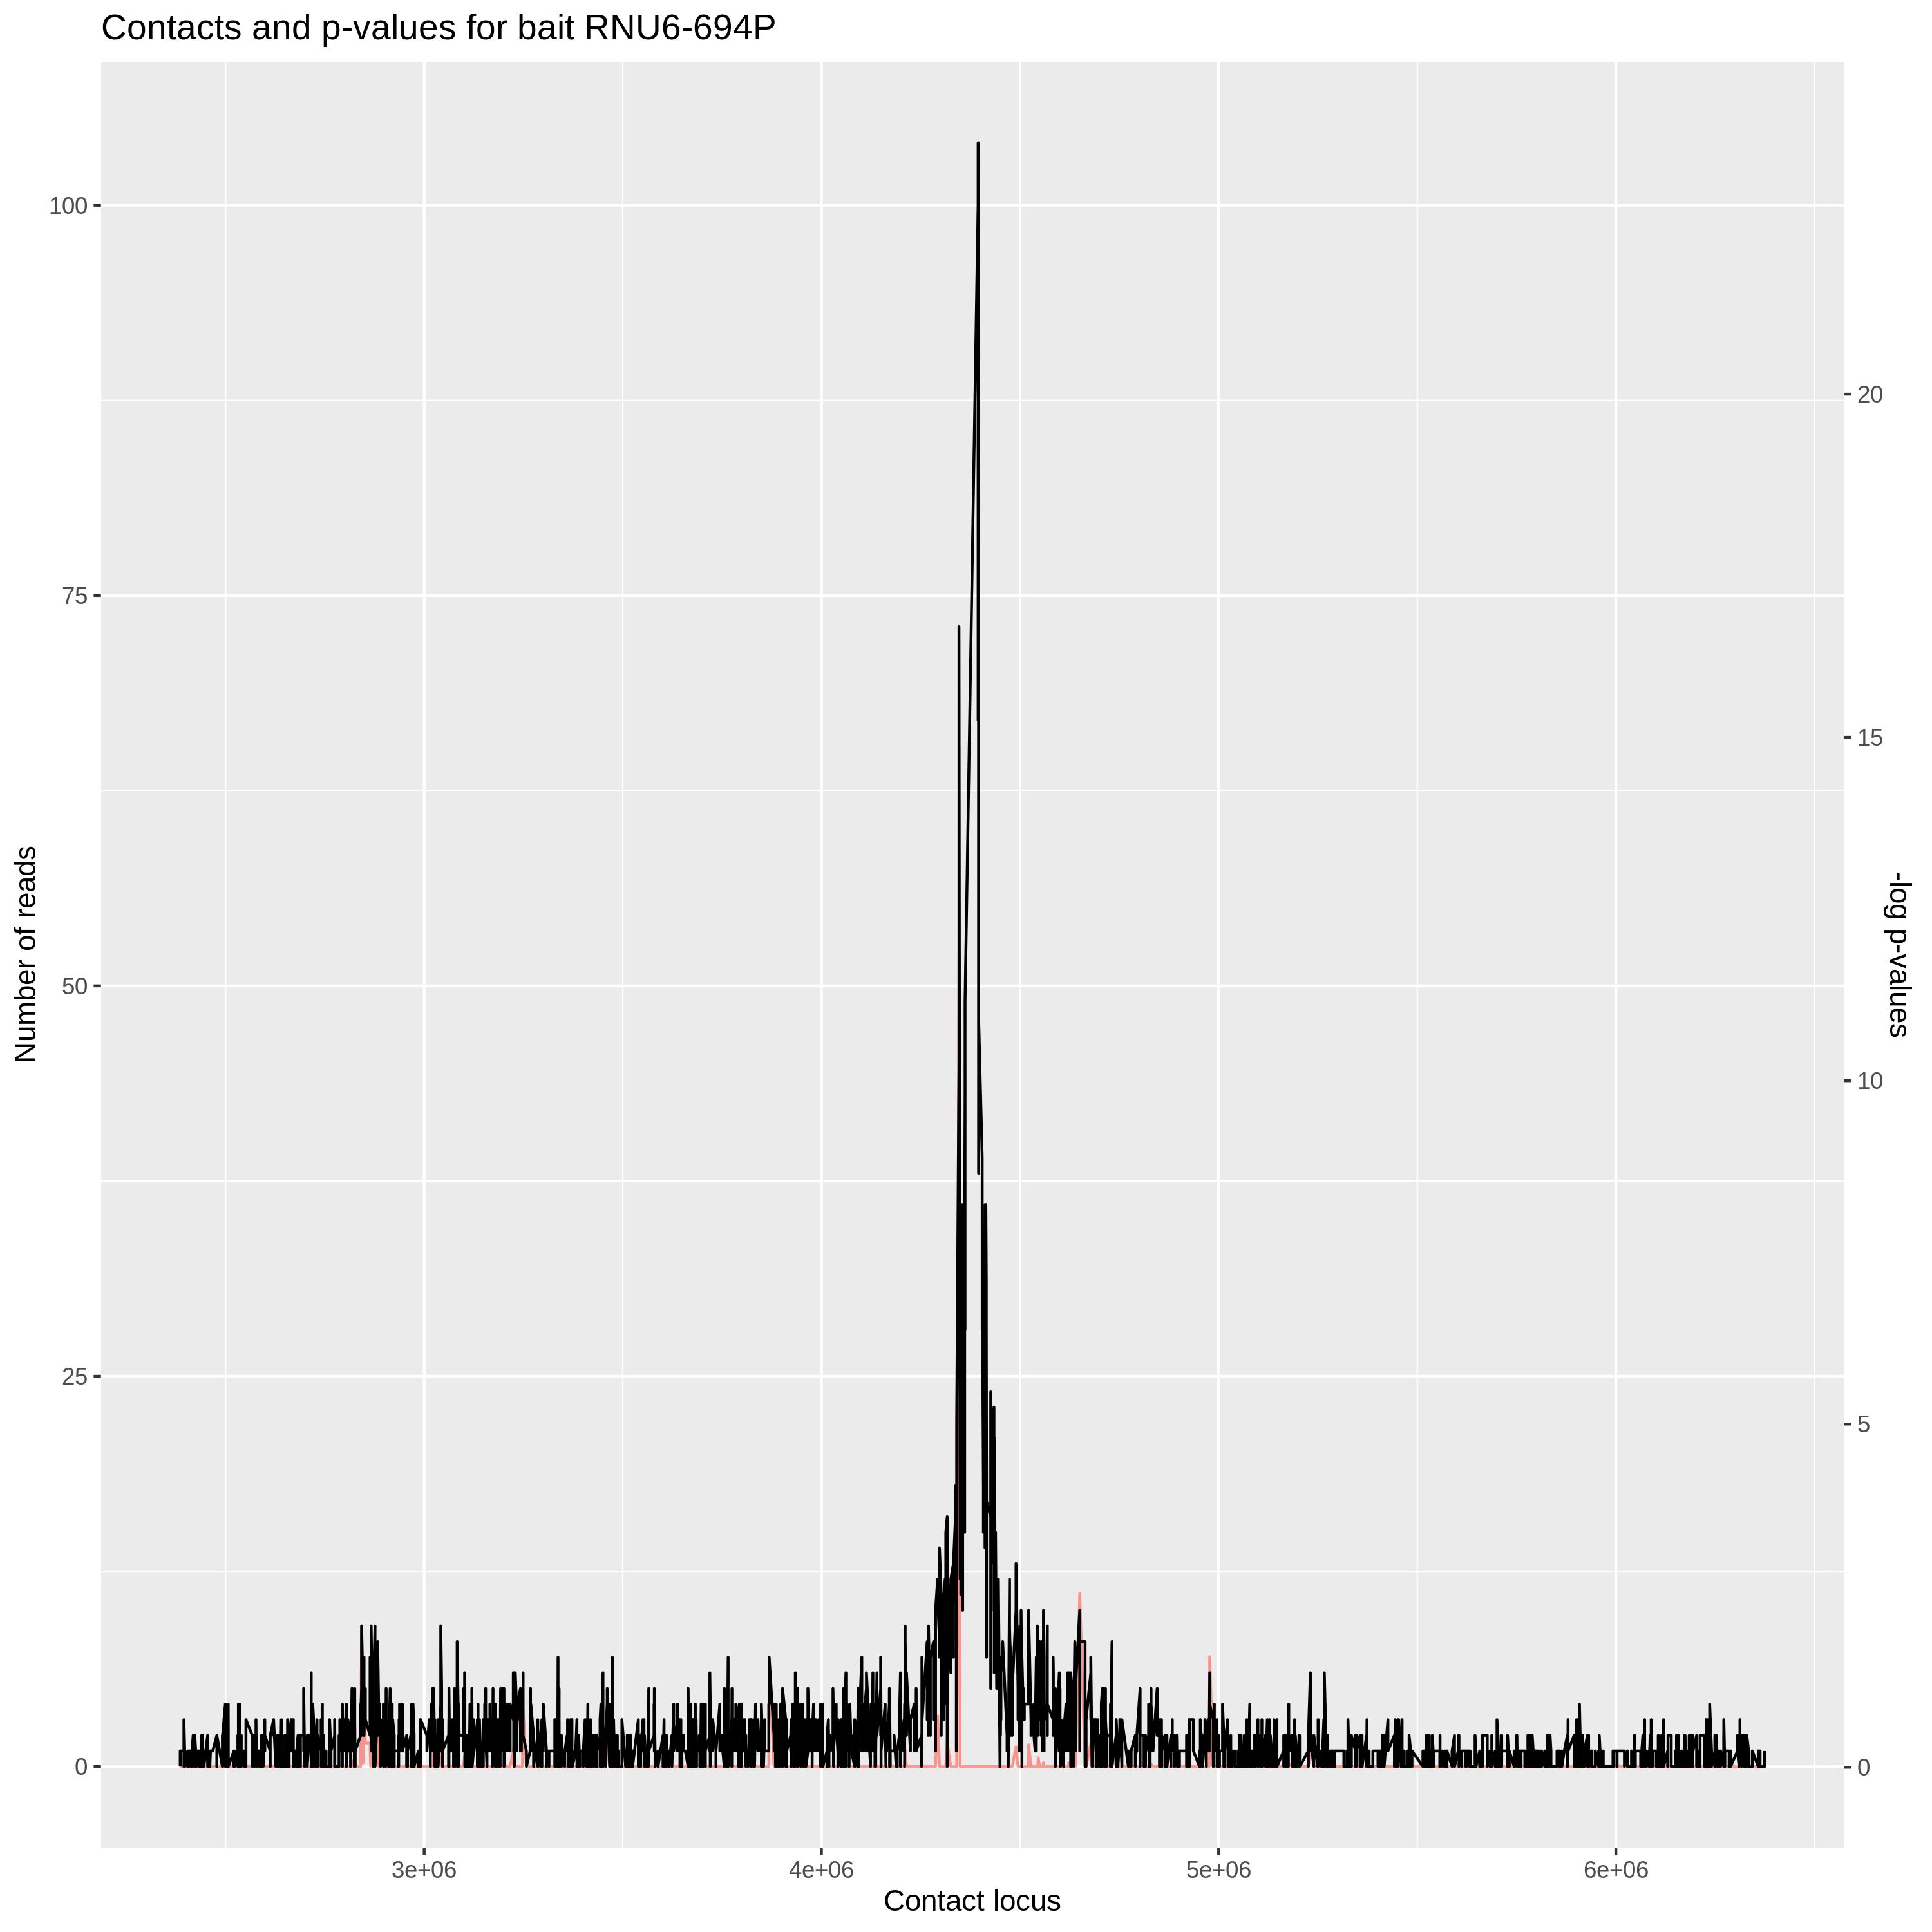 Contacts and p-values for bait RNU6-694P
100
75
50
25
0
Number of reads
20
15
10
5
0
-log p-values
3e+06 4e+06 5e+06 6e+06
Contact locus